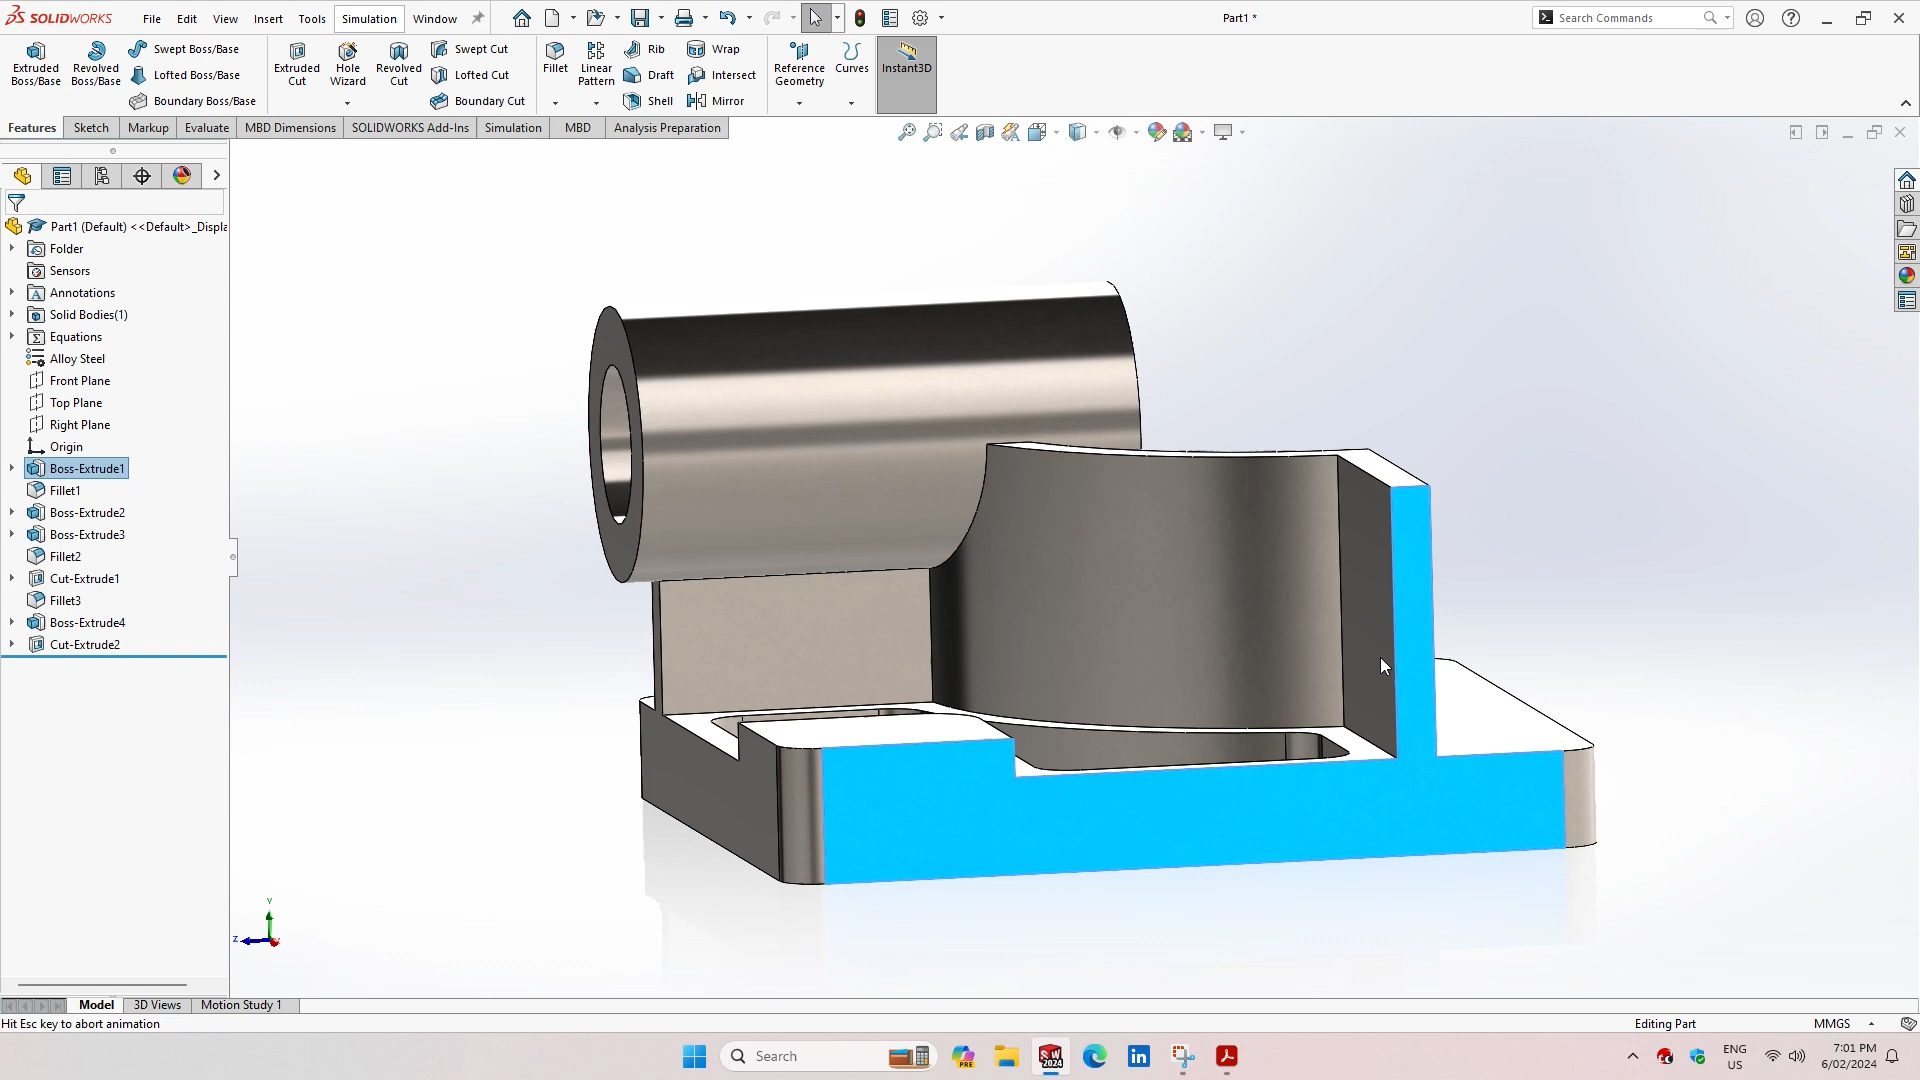 SOLIDWORKS File Edit View Insert Tools Simulation Window Part1 * Search Commands
Extruded Boss/Base
Revolved Boss/Base
Swept Boss/Base
Lofted Boss/Base
Boundary Boss/Base
Extruded Cut
Hole Wizard
Revolved Cut
Swept Cut
Lofted Cut
Boundary Cut
Fillet
Linear Pattern
Rib
Draft
Shell
Wrap
Intersect
Mirror
Reference Geometry
Curves
Instant3D
Features Sketch Markup Evaluate MBD Dimensions SOLIDWORKS Add-Ins Simulation MBD Analysis Preparation
Part1 (Default) <<Default>_Displa
Folder
Sensors
Annotations
Solid Bodies(1)
Equations
Alloy Steel
Front Plane
Top Plane
Right Plane
Origin
Boss-Extrude1
Fillet1
Boss-Extrude2
Boss-Extrude3
Fillet2
Cut-Extrude1
Fillet3
Boss-Extrude4
Cut-Extrude2
Y
Z
Model 3D Views Motion Study 1
Hit Esc key to abort animation Editing Part MMGS
Search
PRE
SW
2024
in
ENG
US
7:01 PM
6/02/2024